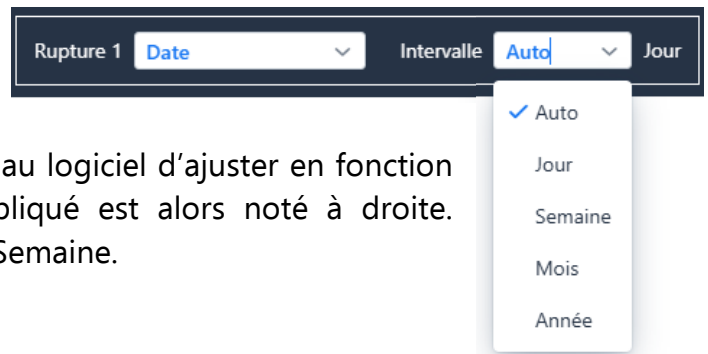 Rupture 1 Date Intervalle Auto Jour
Auto
au logiciel d’ajuster en fonction
Jour
pliqué est alors noté à droite.
Semaine
Semaine.
Mois
Année